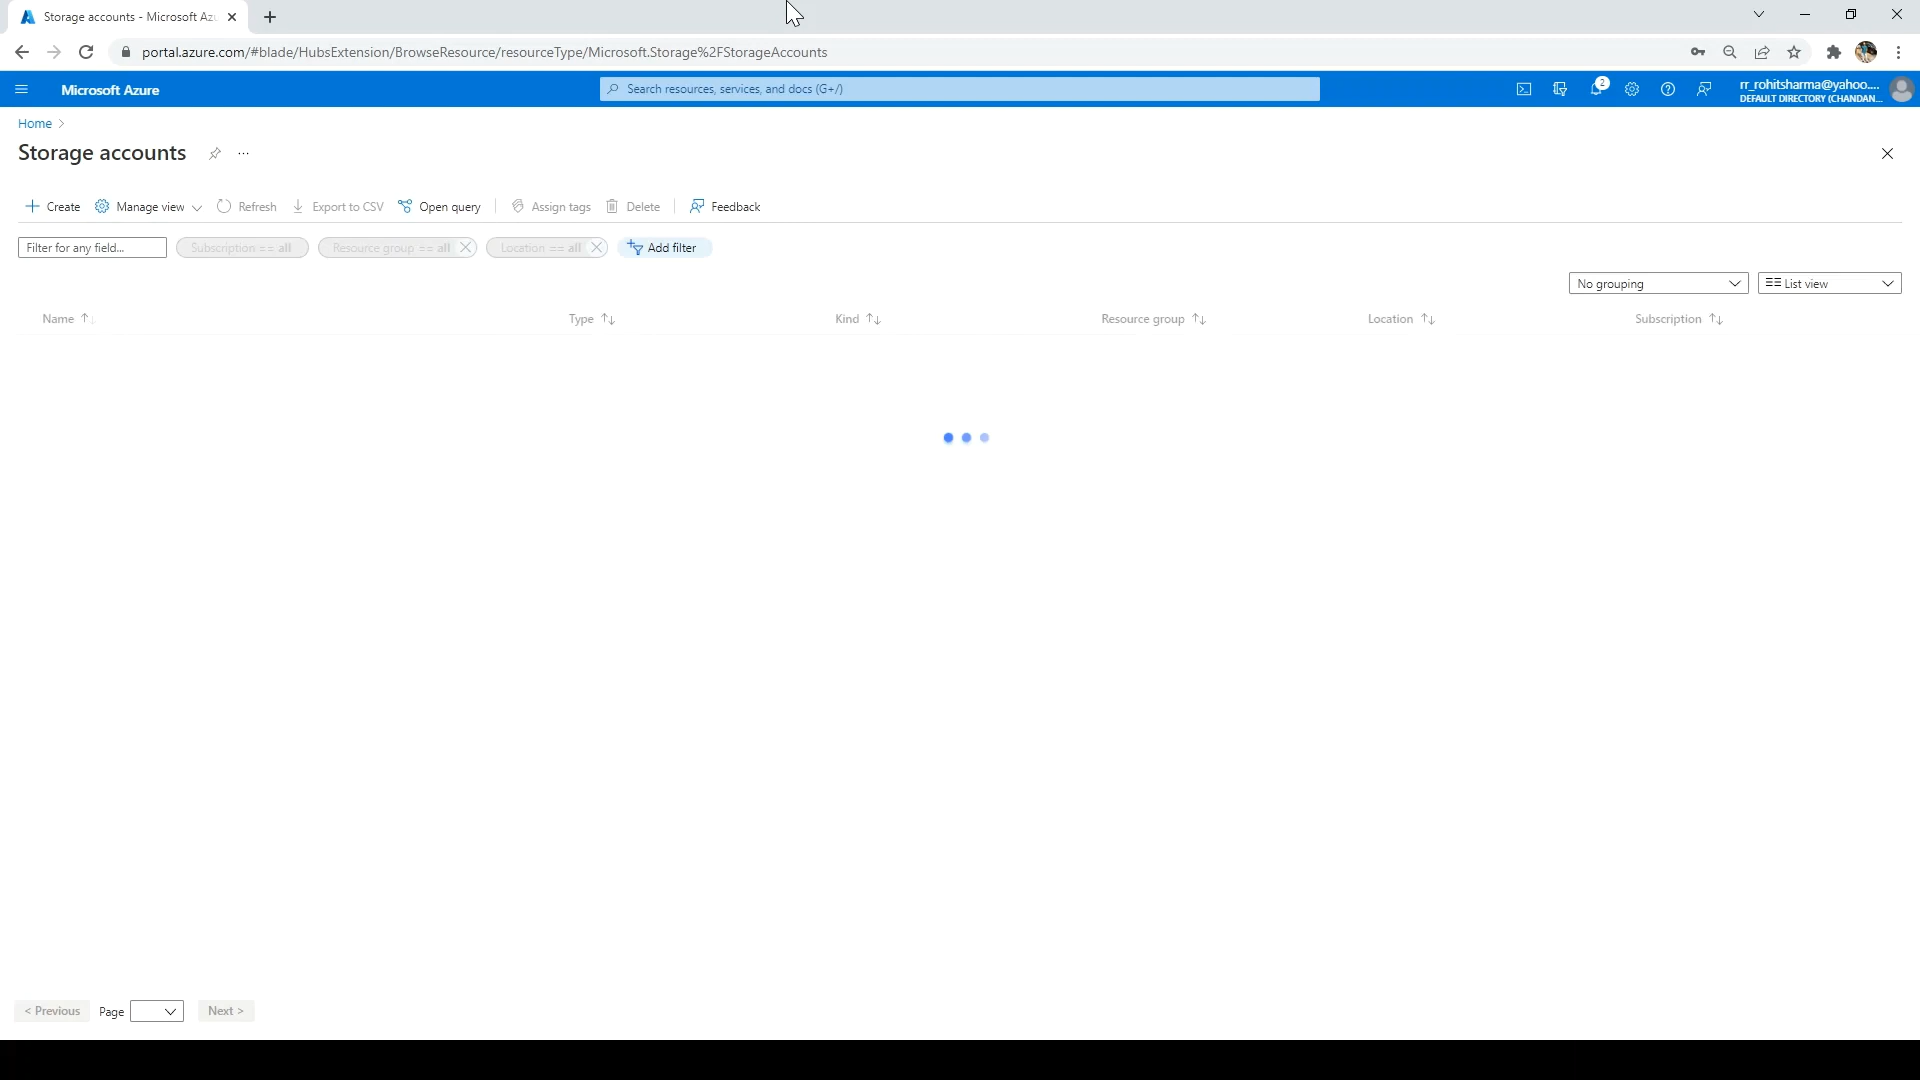 Storage accounts - Microsoft Az
portal.azure.com/#blade/HubsExtension/BrowseResource/resourceType/Microsoft.Storage%2FStorageAccounts
Microsoft Azure
Search resources, services, and docs (G+/)
2
rr_rohitsharma@yahoo....
DEFAULT DIRECTORY (CHANDAN...
Home
Storage accounts
Create
Manage view
Refresh
Export to CSV
Open query
Assign tags
Delete
Feedback
Filter for any field...
Subscription == all
Resource group == all
Location == all
Add filter
No grouping
List view
Name
Type
Kind
Resource group
Location
Subscription
< Previous
Page
Next >